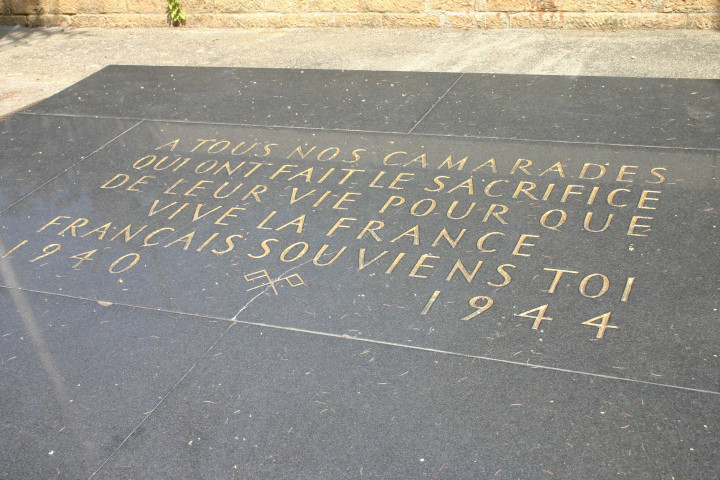 A TOUS NOS CAMARADES
QUI ONT FAIT LE SACRIFICE
DE LEUR VIE POUR QUE
VIVE LA FRANCE
FRANÇAIS SOUVIENS TOI !
1940 1944